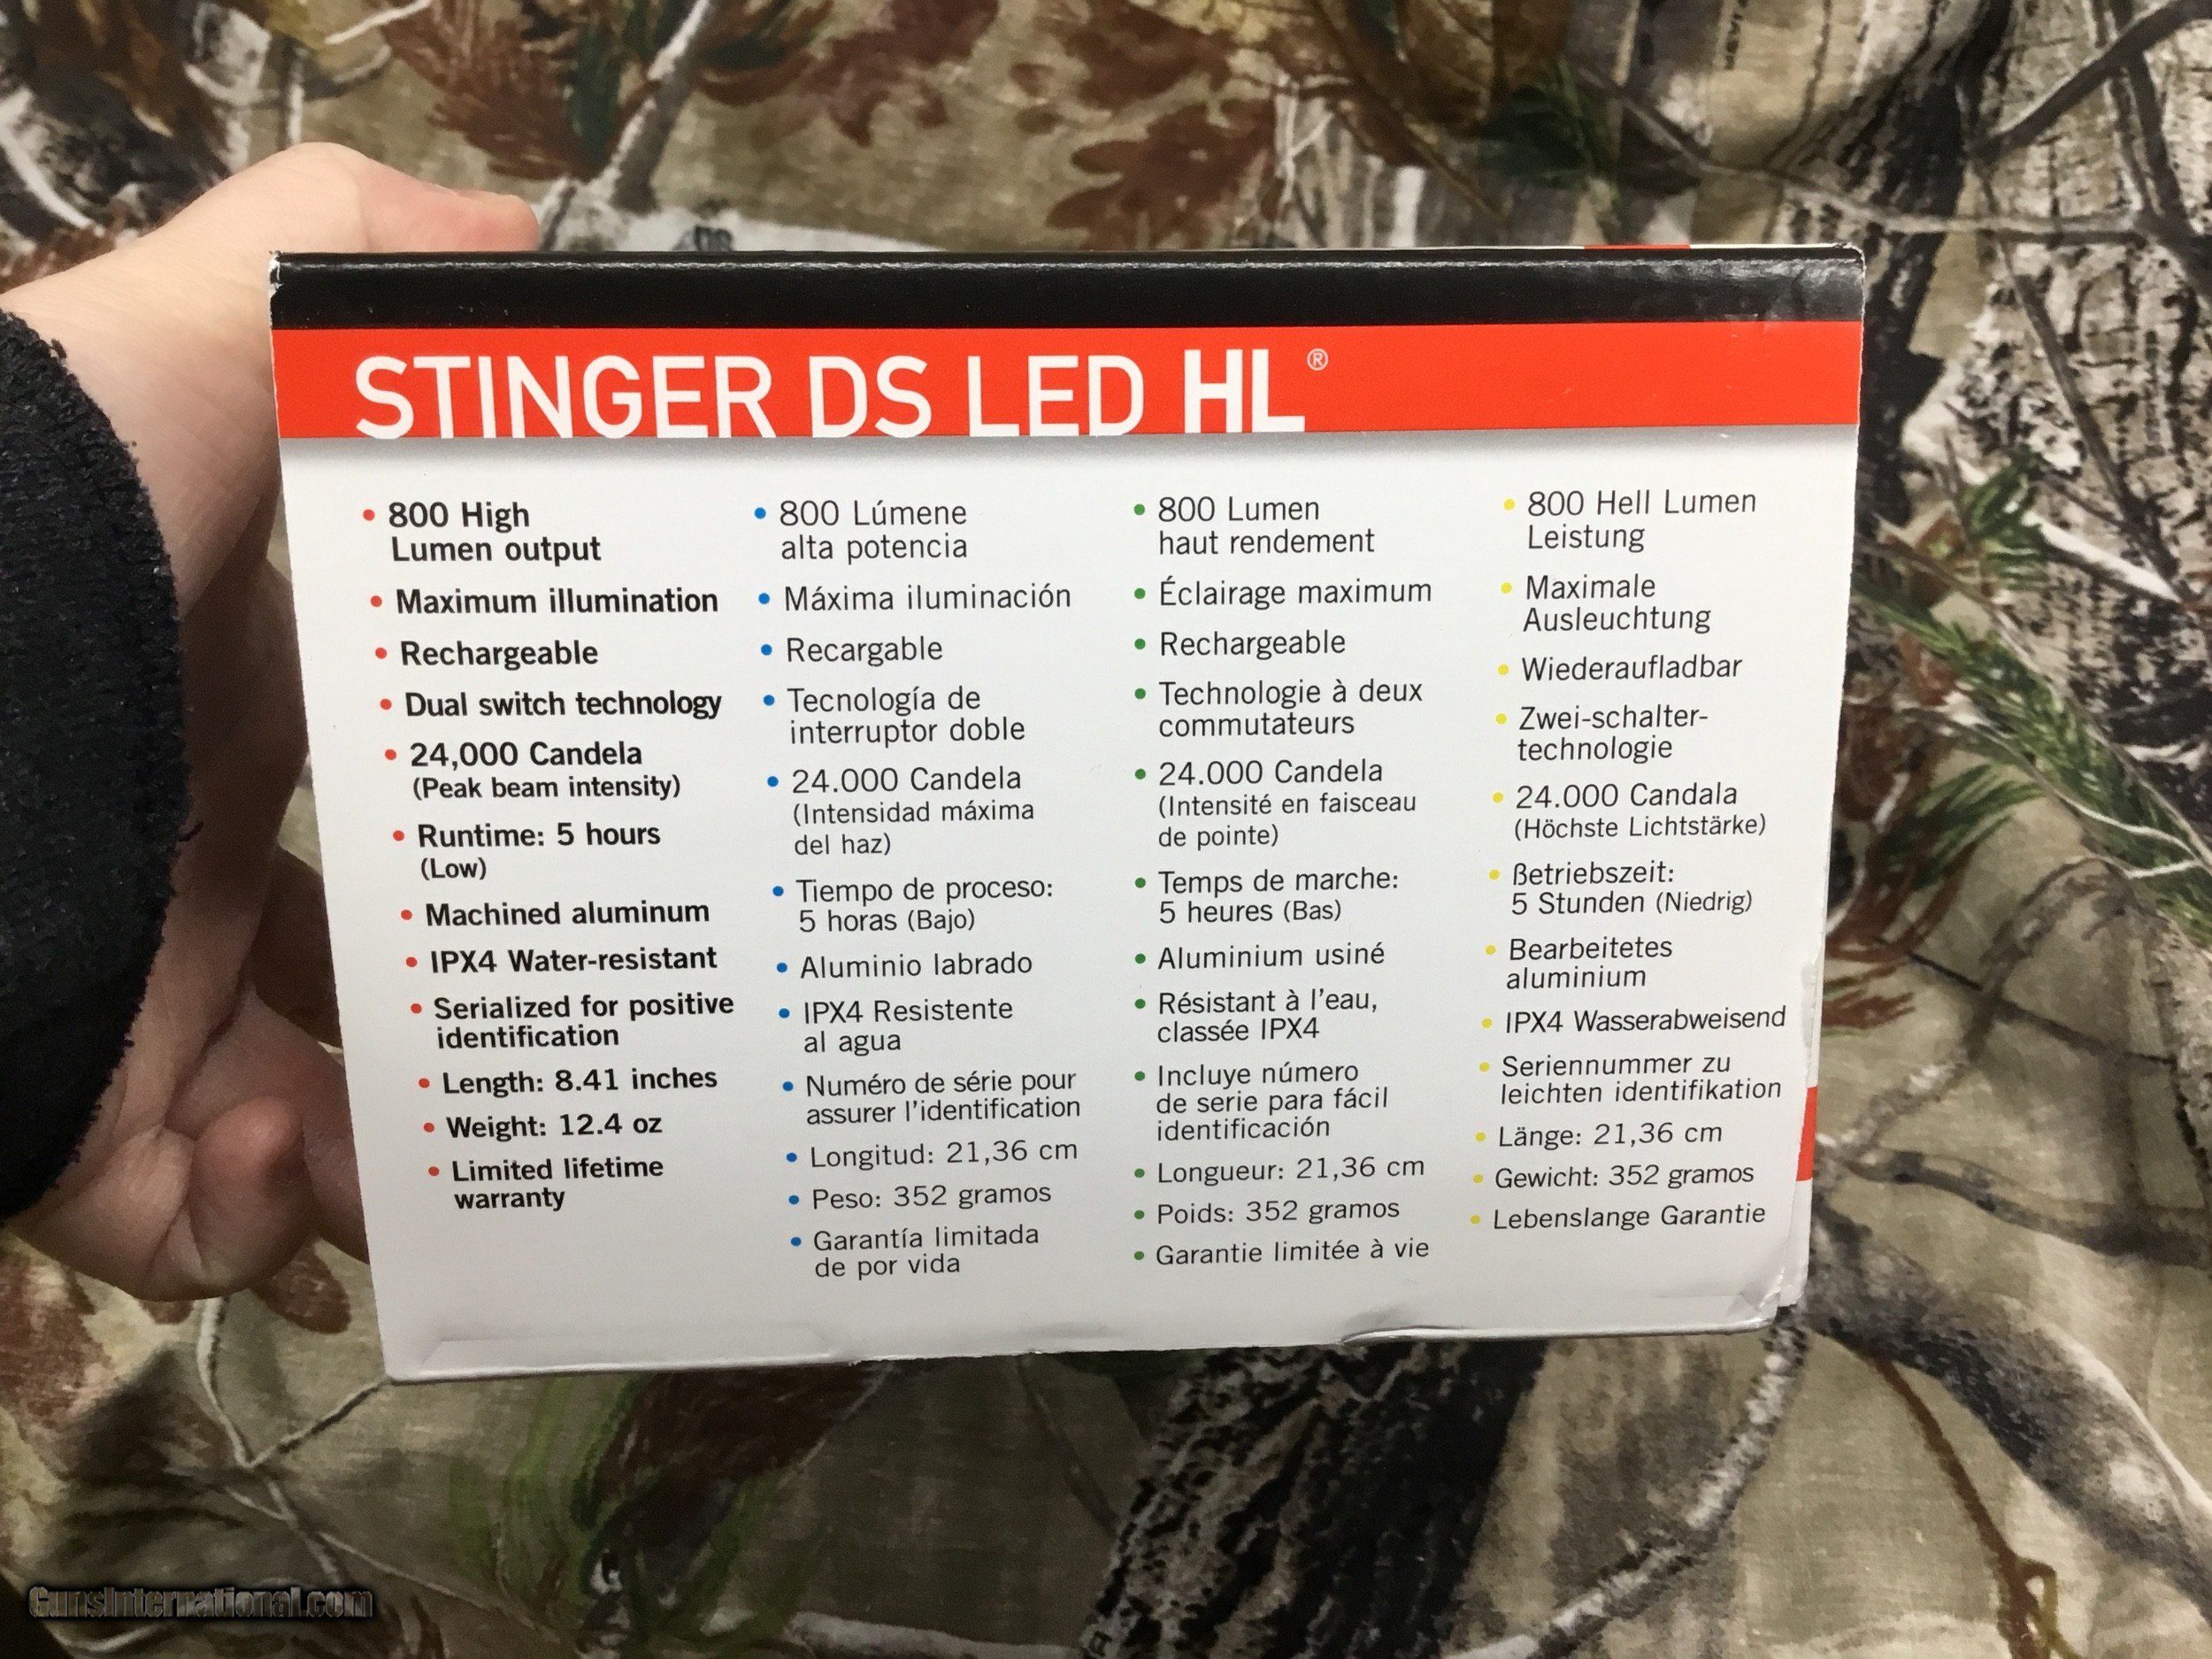 STINGER DS LED HL®
• 800 High
Lumen output
• Maximum illumination
• Rechargeable
• Dual switch technology
• 24,000 Candela
(Peak beam intensity)
• Runtime: 5 hours
(Low)
• Machined aluminum
• IPX4 Water-resistant
• Serialized for positive
identification
• Length: 8.41 inches
• Weight: 12.4 oz
• Limited lifetime
warranty
• 800 Lúmene
alta potencia
• Máxima iluminación
• Recargable
• Tecnología de
interruptor doble
• 24.000 Candela
(Intensidad máxima
del haz)
• Tiempo de proceso:
5 horas (Bajo)
• Aluminio labrado
• IPX4 Resistente
al agua
• Numéro de série pour
assurer l'identification
• Longitud: 21,36 cm
• Peso: 352 gramos
• Garantía limitada
de por vida
• 800 Lumen
haut rendement
• Éclairage maximum
• Rechargeable
• Technologie à deux
commutateurs
• 24.000 Candela
(Intensité en faisceau
de pointe)
• Temps de marche:
5 heures (Bas)
• Aluminium usiné
• Résistant à l'eau,
classée IPX4
• Incluye número
de serie para fácil
identificación
• Longueur: 21,36 cm
• Poids: 352 gramos
• Garantie limitée à vie
• 800 Hell Lumen
Leistung
• Maximale
Ausleuchtung
• Wiederaufladbar
• Zwei-schalter-
technologie
• 24.000 Candala
(Höchste Lichtstärke)
• ßetriebszeit:
5 Stunden (Niedrig)
• Bearbeitetes
aluminium
• IPX4 Wasserabweisend
• Seriennummer zu
leichten identifikation
• Länge: 21,36 cm
• Gewicht: 352 gramos
• Lebenslange Garantie
GunsInternational.com